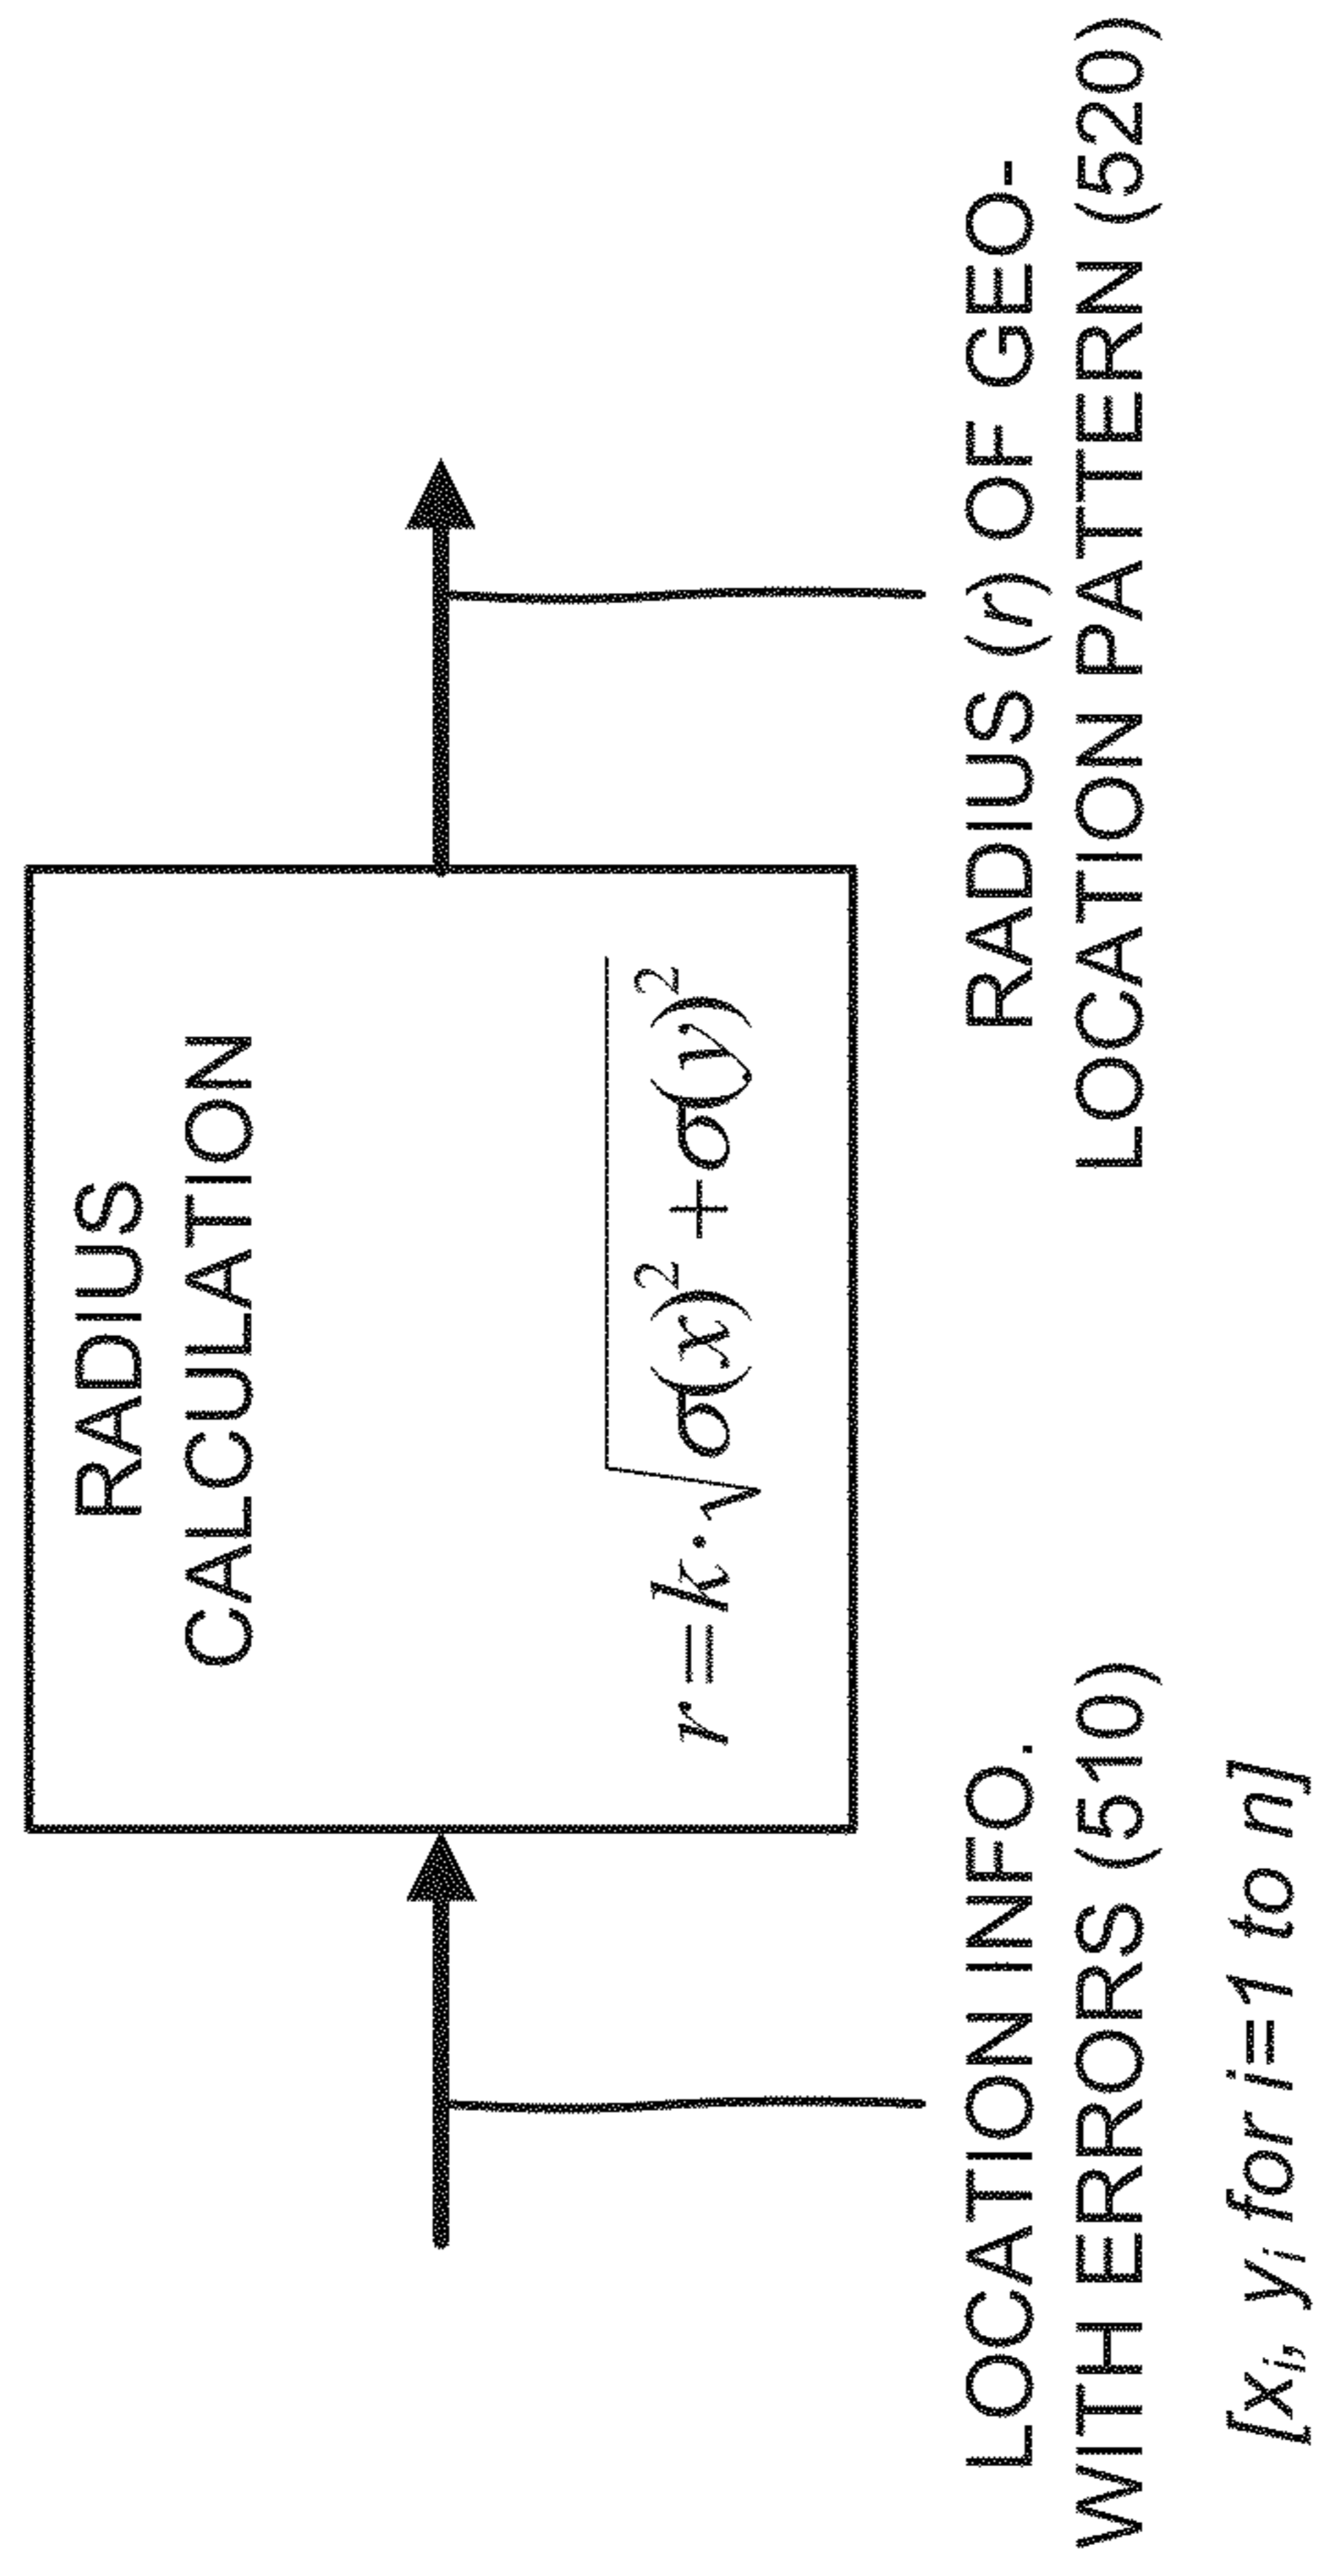 RADIUS
CALCULATION
r = k · √σ(x)² + σ(y)²
LOCATION INFO.
WITH ERRORS (510)
[xᵢ, yᵢ for i=1 to n]
RADIUS (r) OF GEO-
LOCATION PATTERN (520)